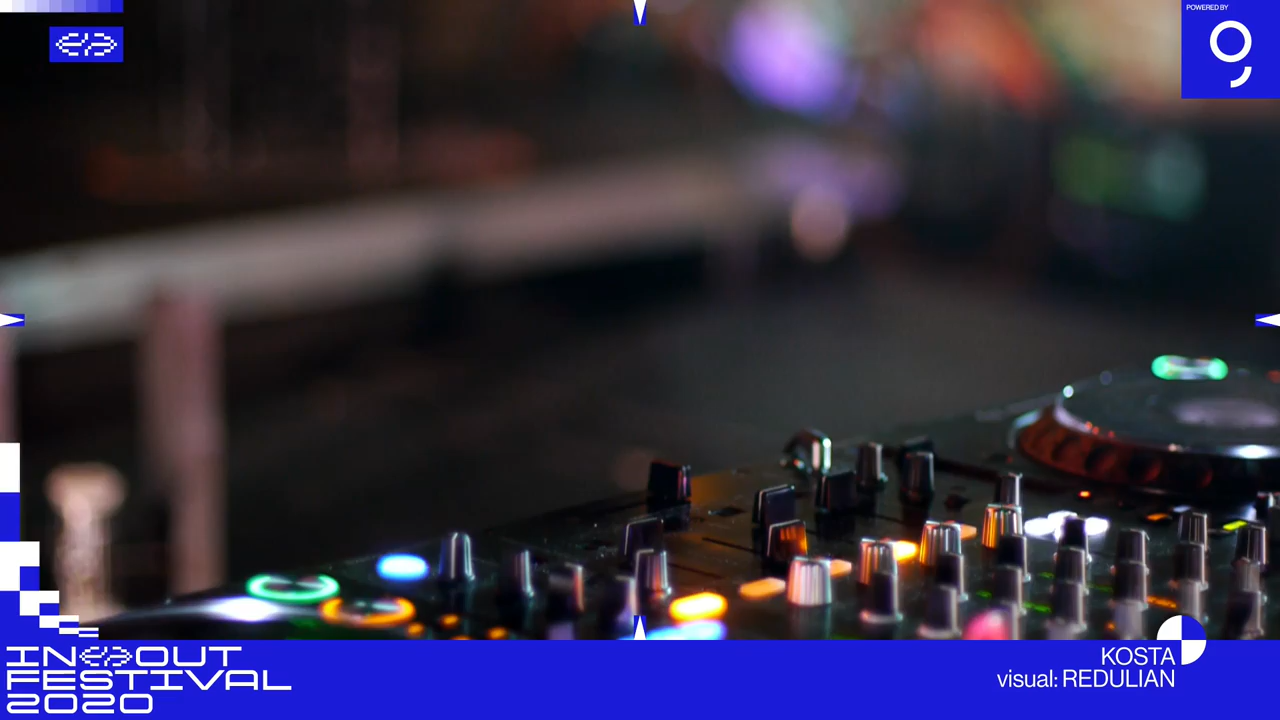 POWERED BY
IN<->OUT
FESTIVAL
2020
KOSTA
visual: REDULIAN